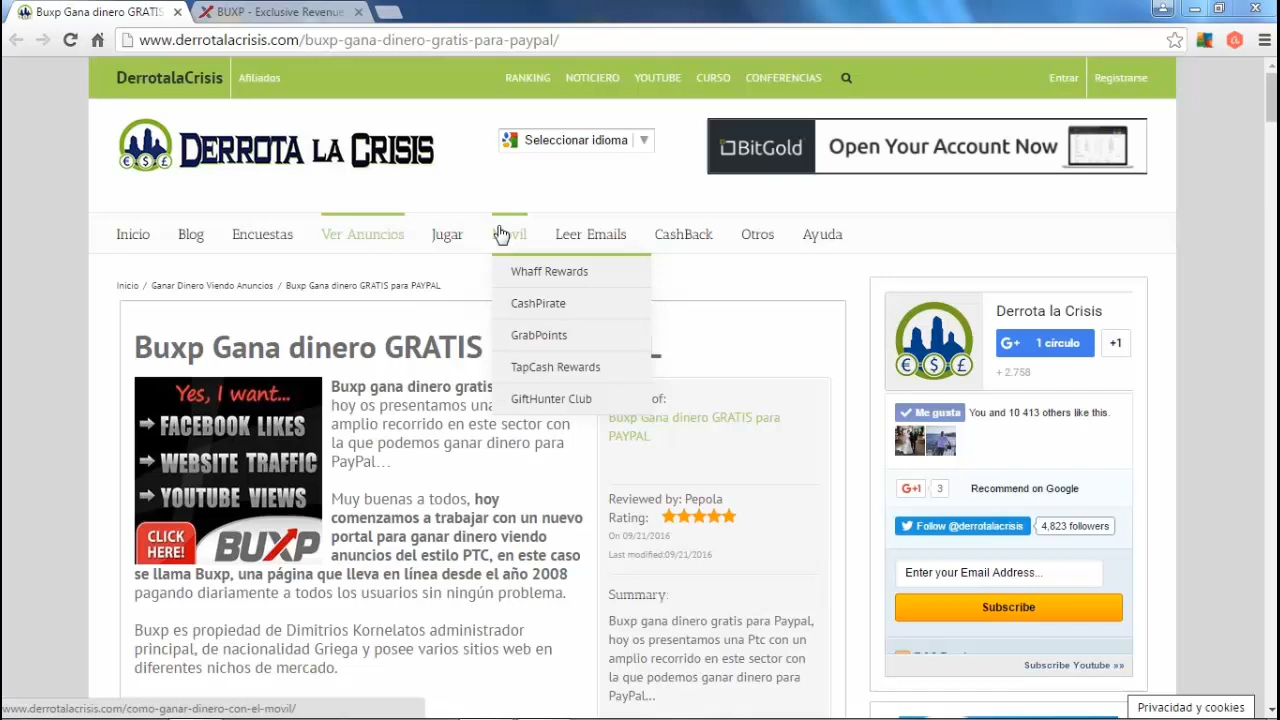 Buxp Gana dinero GRATIS
BUXP - Exclusive Revenue
www.derrotalacrisis.com/buxp-gana-dinero-gratis-para-paypal/
DerrotalaCrisis
Afiliados
RANKING
NOTICIERO
YOUTUBE
CURSO
CONFERENCIAS
Entrar
Registrarse
DERROTA LA CRISIS
Seleccionar idioma
BitGold
Open Your Account Now
Inicio
Blog
Encuestas
Ver Anuncios
Jugar
Leer Emails
CashBack
Otros
Ayuda
Whaff Rewards
CashPirate
GrabPoints
TapCash Rewards
GiftHunter Club
Inicio / Ganar Dinero Viendo Anuncios / Buxp Gana dinero GRATIS para PAYPAL
Buxp Gana dinero GRATIS
Yes, I want...
FACEBOOK LIKES
WEBSITE TRAFFIC
YOUTUBE VIEWS
CLICK HERE!
BUXP
Buxp gana dinero gratis
hoy os presentamos una
amplio recorrido en este sector con
la que podemos ganar dinero para
PayPal…
Muy buenas a todos, hoy
comenzamos a trabajar con un nuevo
portal para ganar dinero viendo
anuncios del estilo PTC, en este caso
se llama Buxp, una página que lleva en línea desde el año 2008
pagando diariamente a todos los usuarios sin ningún problema.
Buxp es propiedad de Dimitrios Kornelatos administrador
principal, de nacionalidad Griega y posee varios sitios web en
diferentes nichos de mercado.
of:
Buxp Gana dinero GRATIS para
PAYPAL
Reviewed by: Pepola
Rating:
On 09/21/2016
Last modified:09/21/2016
Summary:
Buxp gana dinero gratis para Paypal,
hoy os presentamos una Ptc con un
amplio recorrido en este sector con
la que podemos ganar dinero para
PayPal...
Derrota la Crisis
G+ 1 círculo
+1
+ 2.758
Me gusta
You and 10 413 others like this.
G+1
3
Recommend on Google
Follow @derrotalacrisis
4,823 followers
Enter your Email Address...
Subscribe
Subscribe Youtube »»
www.derrotalacrisis.com/como-ganar-dinero-con-el-movil/
Privacidad y cookies